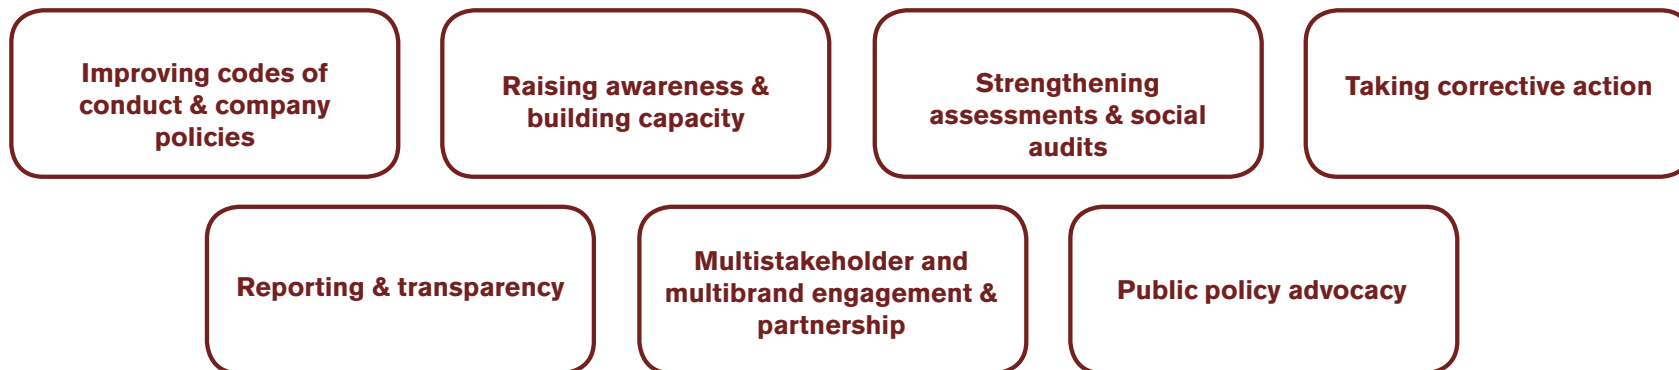 Improving codes of
conduct & company
policies
Raising awareness &
building capacity
Strengthening
assessments & social
audits
Taking corrective action
Reporting & transparency
Multistakeholder and
multibrand engagement &
partnership
Public policy advocacy